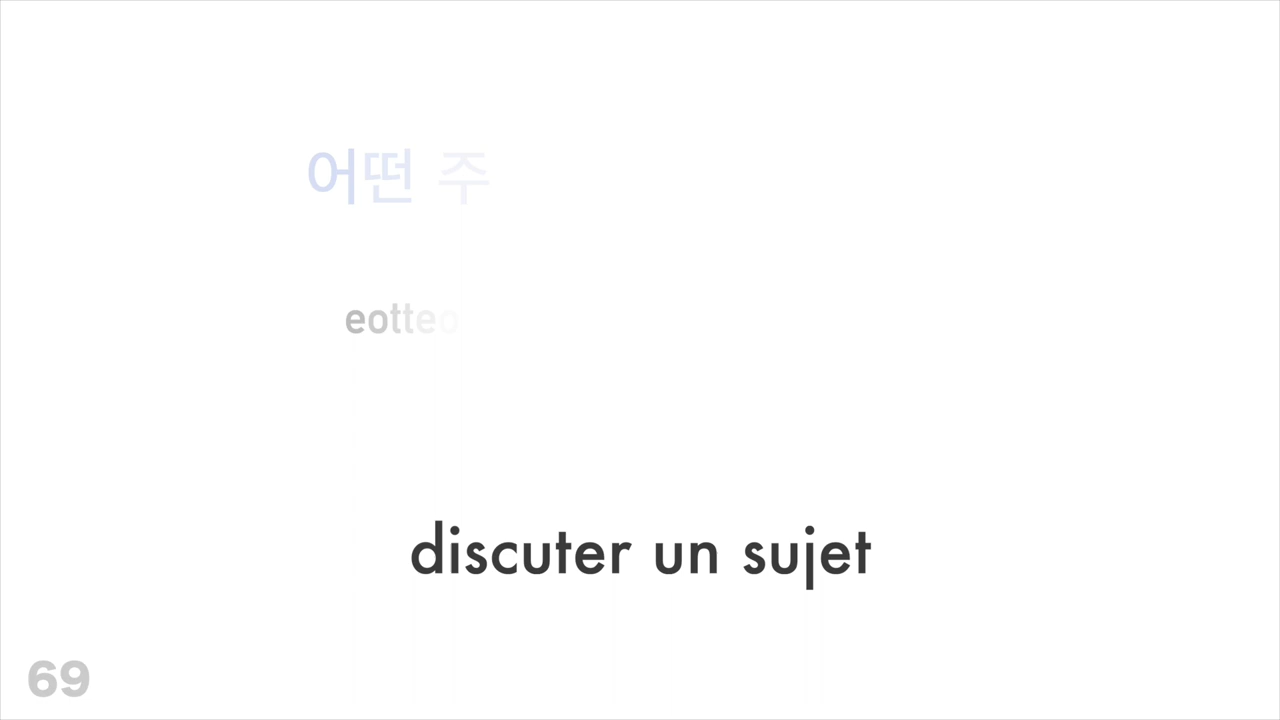 어떤 주
eotteo
discuter un sujet
69